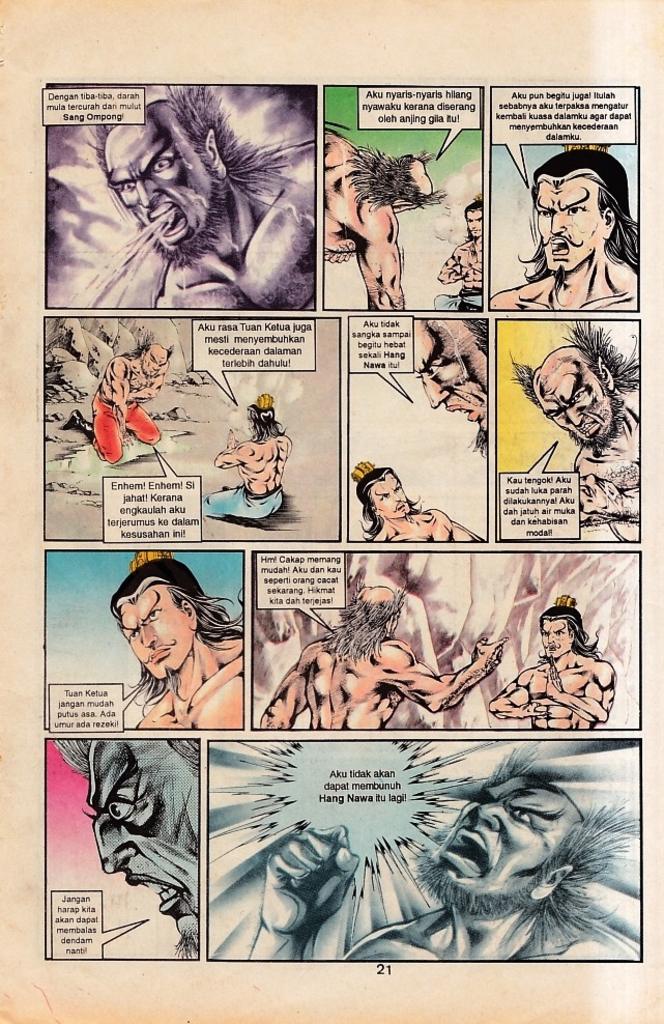 Dengan tiba-tiba, darah
mula tercurah dari mulut
Sang Ompong!
Aku nyaris-nyaris hilang
nyawaku kerana diserang
oleh anjing gila itu!
Aku pun begitu juga! Itulah
sebabnya aku terpaksa mengatur
kembali kuasa dalamku agar dapat
menyembuhkan kecederaan
dalamku.
Aku rasa Tuan Ketua juga
mesti menyembuhkan
kecederaan dalaman
terlebih dahulu!
Enhem! Enhem! Si
jahat! Kerana
engkaulah aku
terjerumus ke dalam
kesusahan ini!
Aku tidak
sangka sampai
begitu hebat
sekali Hang
Nawa itu!
Kau tengok! Aku
sudah luka parah
dilakukannya! Aku
dah jatuh air muka
dan kehabisan
modal!
Tuan Ketua
jangan mudah
putus asa. Ada
umur ada rezeki!
Hm! Cakap memang
mudah! Aku dan kau
seperti orang cacat
sekarang. Hikmat
kita dah terjejas!
Jangan
harap kita
akan dapat
membalas
dendam
nanti!
Aku tidak akan
dapat membunuh
Hang Nawa itu lagi!
21